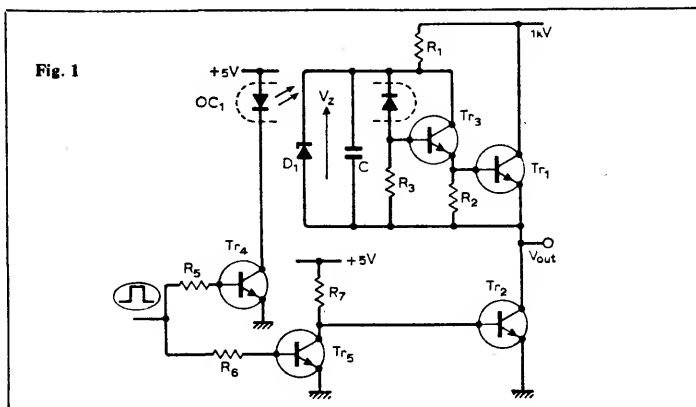 Fig. 1
+5V
OC1
Vz
D1
C
R3
R1
1kV
Tr3
R2
Tr1
Vout
Tr4
R5
+5V
R7
Tr2
R6
Tr5